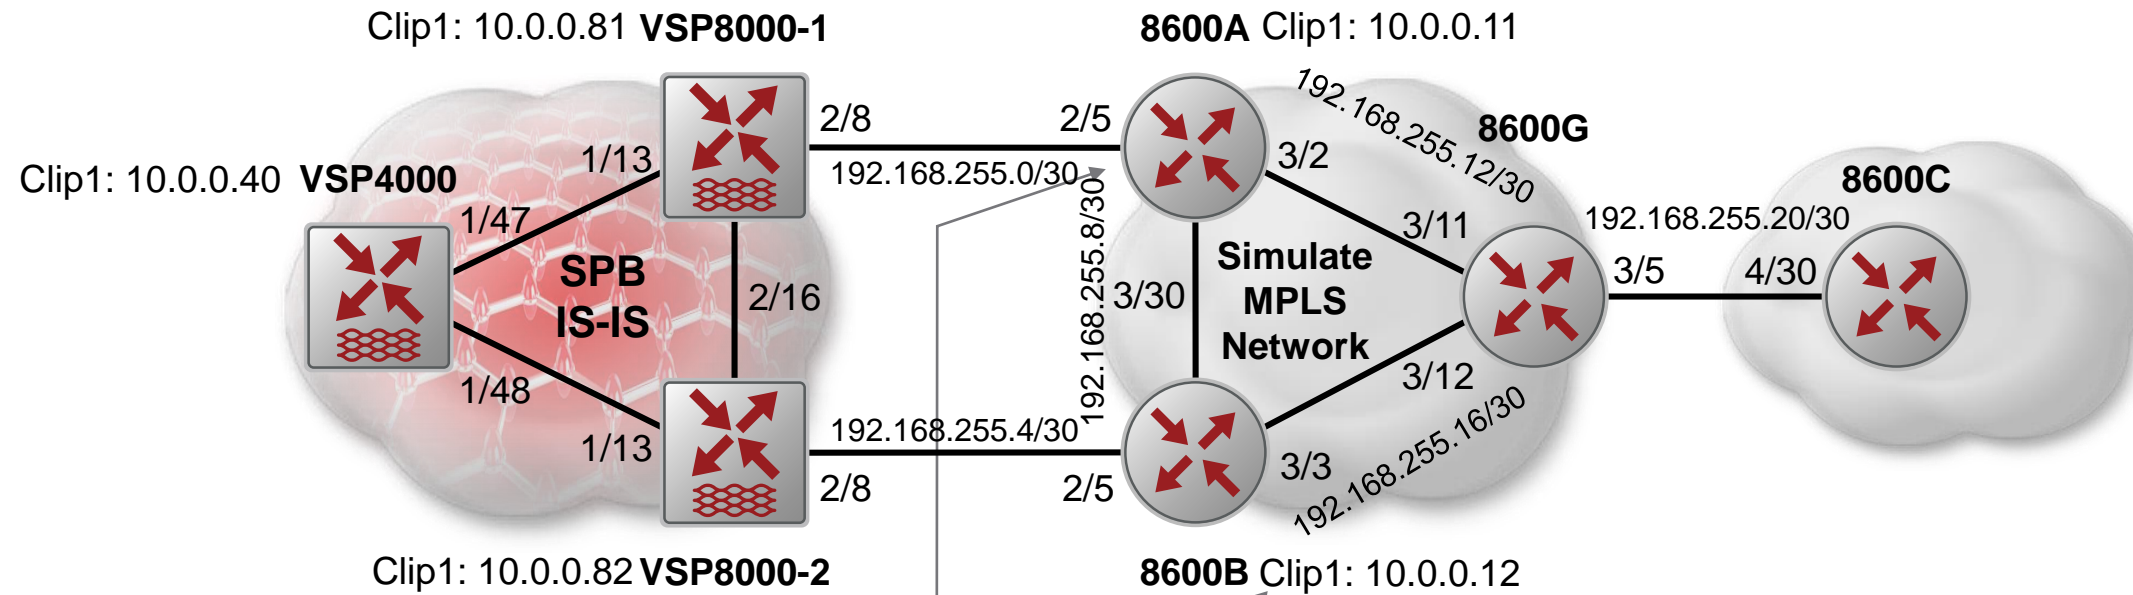 Clip1: 10.0.0.81 VSP8000-1
8600A Clip1: 10.0.0.11
192.168.255.12/30
2/8
2/5
8600G
1/13
192.168.255.0/30
3/2
Clip1: 10.0.0.40 VSP4000
8600C
1/47
192.168.255.8/30
3/11
192.168.255.20/30
SPB
IS-IS
2/16
3/30
Simulate
MPLS
Network
3/5
4/30
1/48
3/12
1/13
192.168.255.4/30
192.168.255.16/30
2/8
2/5
3/3
Clip1: 10.0.0.82 VSP8000-2
8600B Clip1: 10.0.0.12